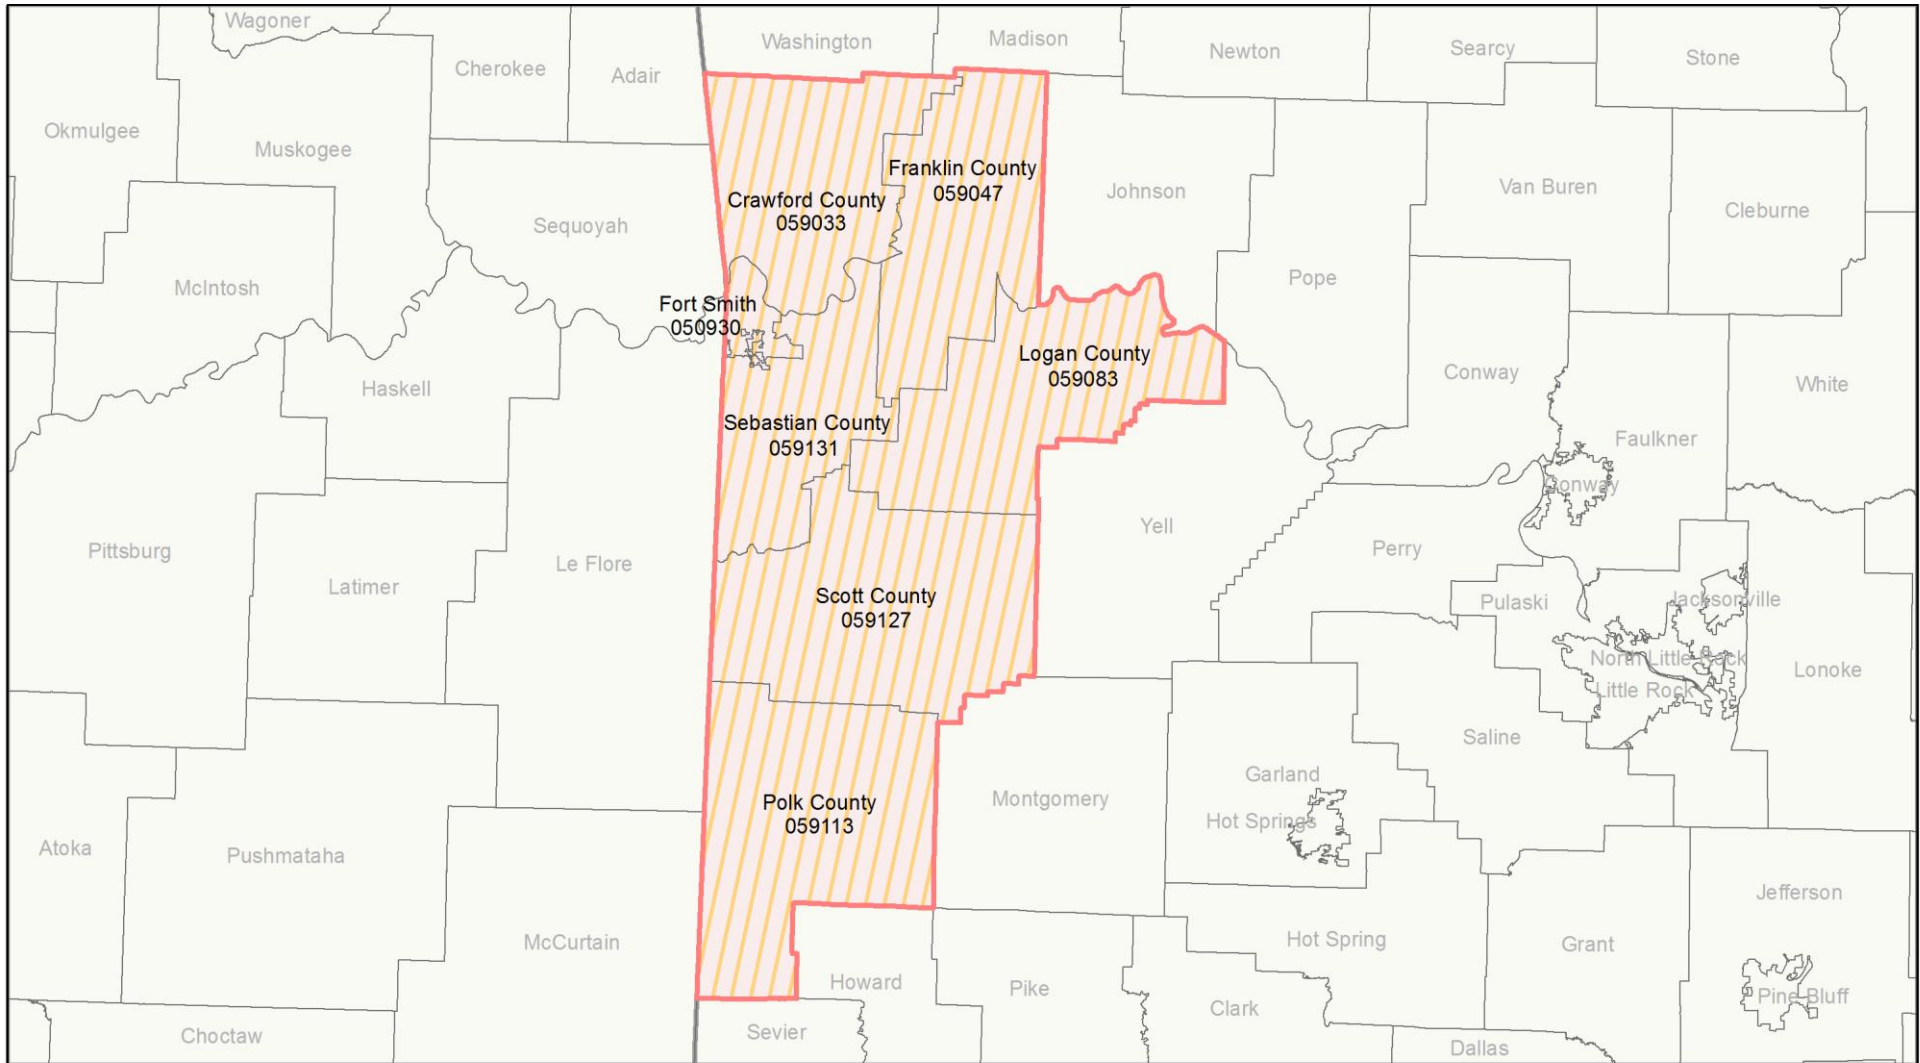 Wagoner
Washington
Madison
Newton
Searcy
Stone
Cherokee
Adair
Okmulgee
Muskogee
Franklin County
059047
Johnson
Van Buren
Cleburne
Crawford County
059033
Sequoyah
McIntosh
Pope
Fort Smith
050930
Logan County
059083
Conway
White
Haskell
Sebastian County
059131
Faulkner
Conway
Pittsburg
Latimer
Le Flore
Yell
Perry
Scott County
059127
Pulaski
Jacksonville
North Little Rock
Little Rock
Lonoke
Saline
Garland
Hot Springs
Polk County
059113
Montgomery
Atoka
Pushmataha
Jefferson
McCurtain
Hot Spring
Grant
Howard
Pike
Clark
Pine Bluff
Choctaw
Sevier
Dallas